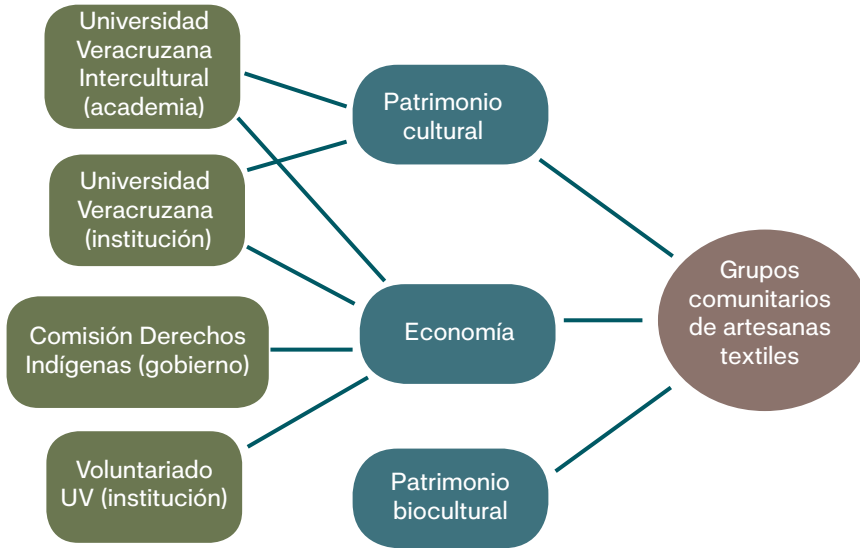 Universidad
Veracruzana
Intercultural
(academia)
Universidad
Veracruzana
(institución)
Comisión Derechos
Indígenas (gobierno)
Voluntariado
UV (institución)
Patrimonio
cultural
Economía
Patrimonio
biocultural
Grupos
comunitarios
de artesanas
textiles